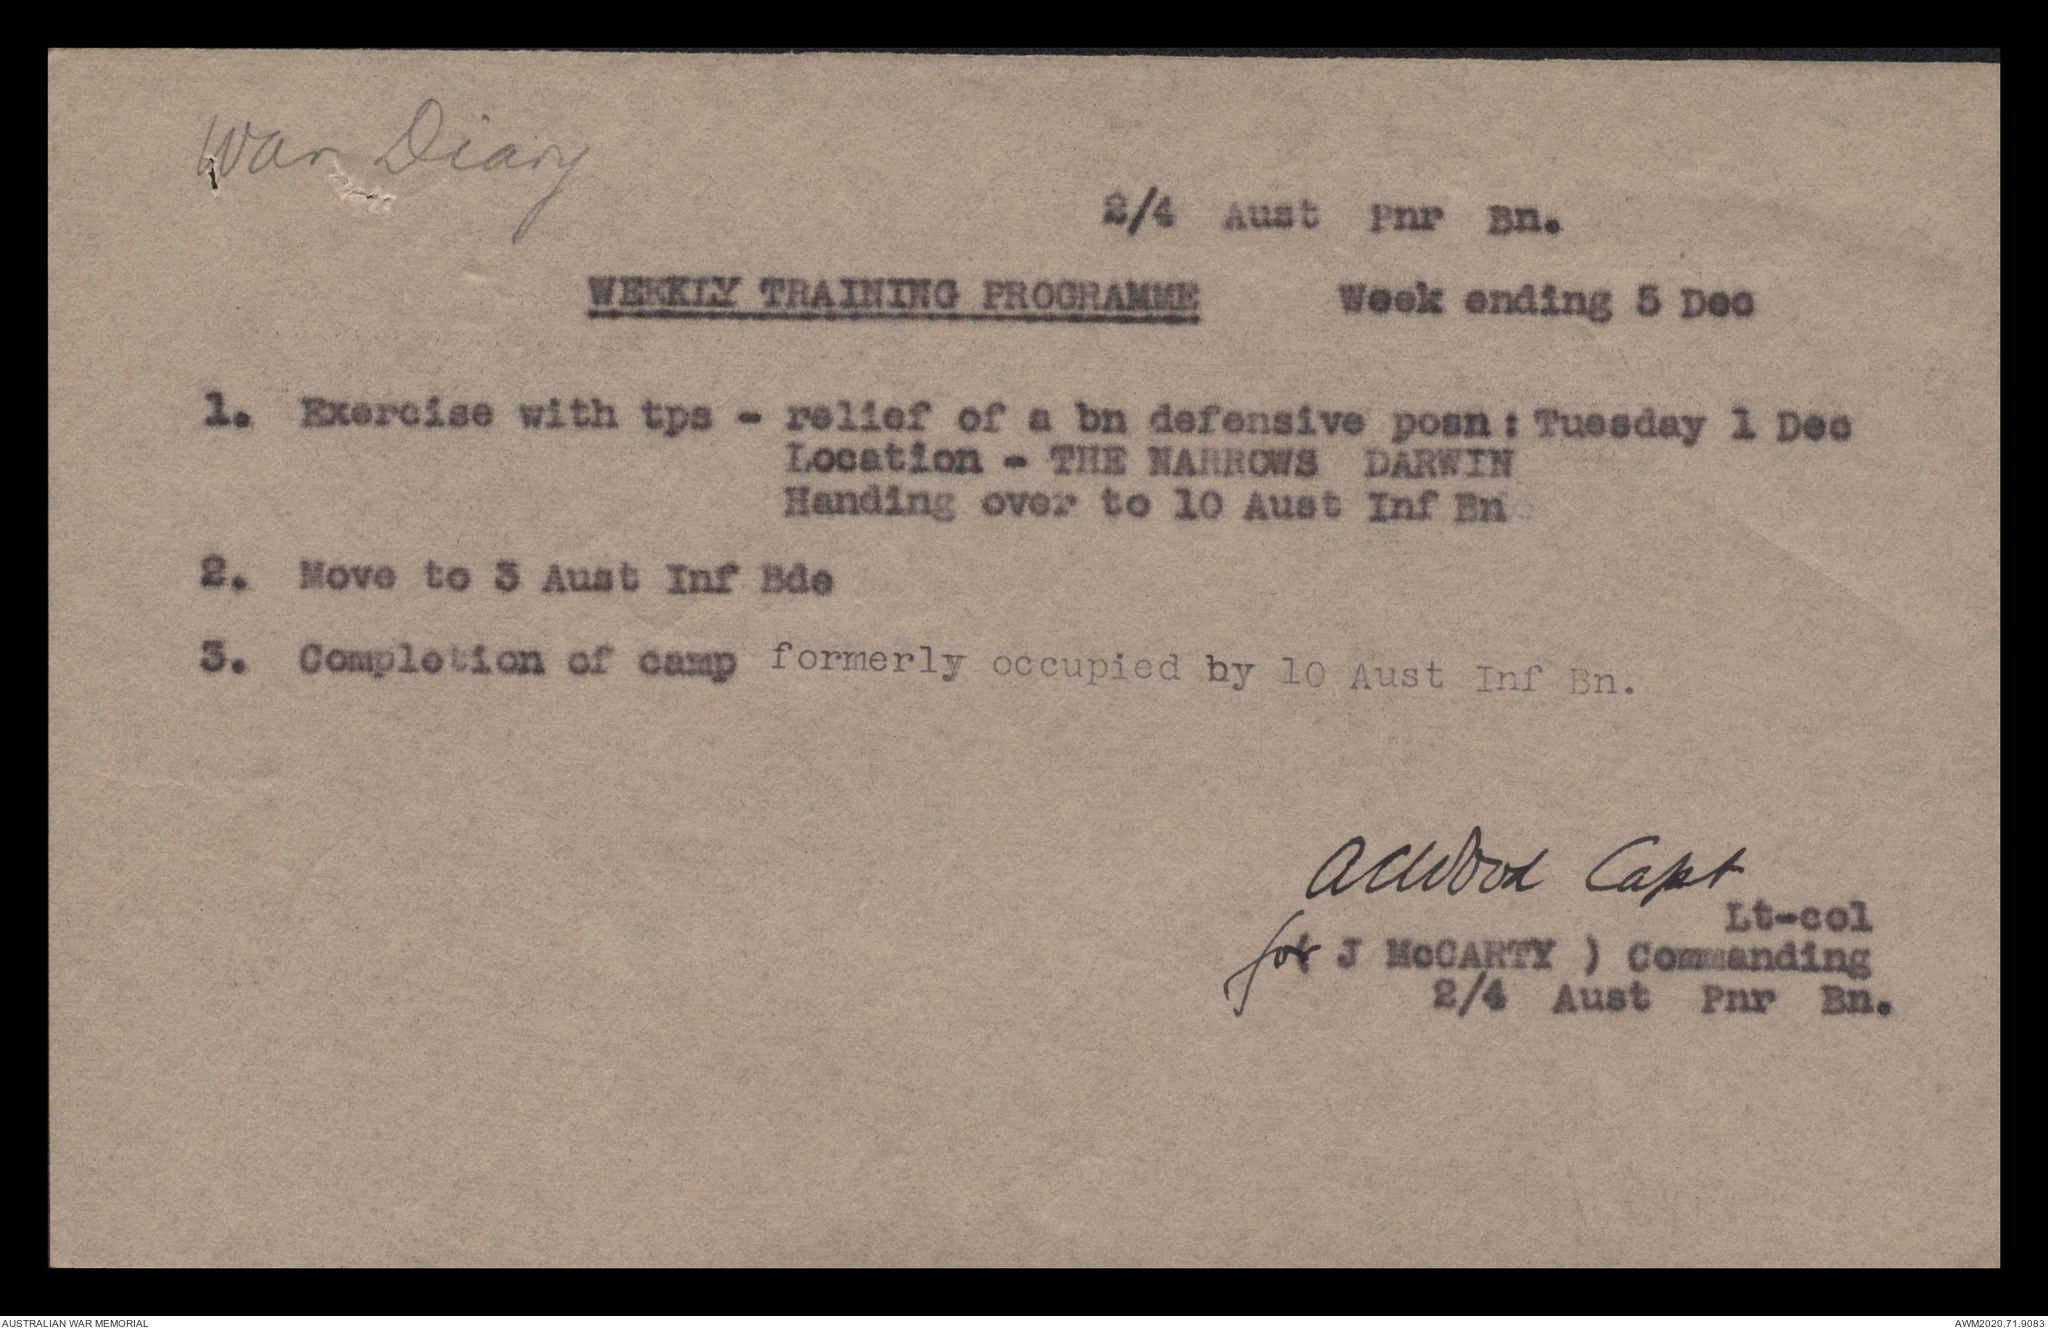 War Diary
2/4 Aust Pnr Bn.
WEEKLY TRAINING PROGRAMME Week ending 5 Dec
1. Exercise with tps - relief of a bn defensive posn : Tuesday 1 Dec
Location - THE NARROWS DARWIN
Handing over to 10 Aust Inf Bn
2. Move to 3 Aust Inf Bde
3. Completion of camp formerly occupied by 10 Aust Inf Bn.
ACWood Capt
Lt-col
for ( J McCARTY ) Commanding
2/4 Aust Pnr Bn.
AUSTRALIAN WAR MEMORIAL
AWM2020.71.9083